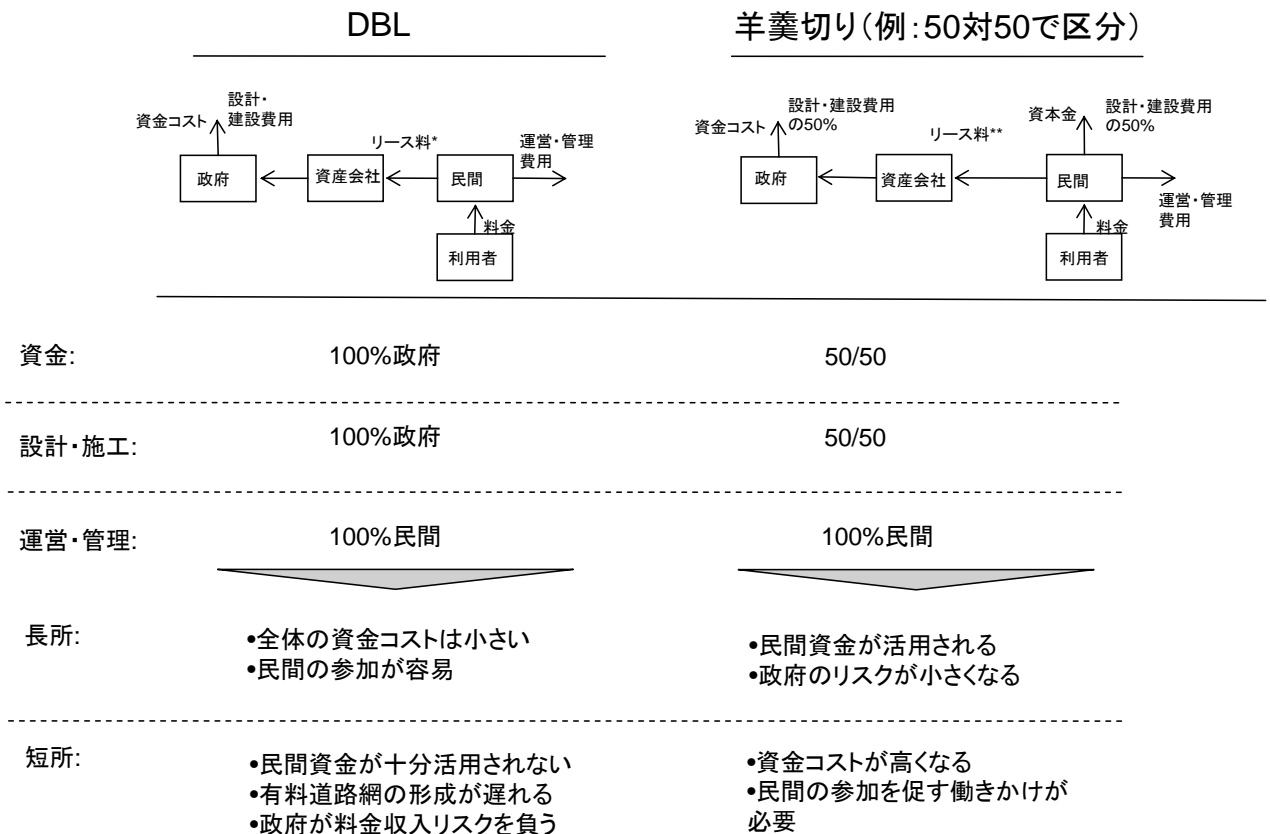 DBL
羊羹切り（例：50対50で区分）
設計・
建設費用
資金コスト
リース料*
運営・管理
費用
政府
資産会社
民間
料金
利用者
設計・建設費用
の50%
資金コスト
リース料**
資本金
設計・建設費用
の50%
政府
資産会社
民間
運営・管理
費用
料金
利用者
資金:
100%政府
50/50
設計・施工:
100%政府
50/50
運営・管理:
100%民間
100%民間
長所:
•全体の資金コストは小さい
•民間の参加が容易
•民間資金が活用される
•政府のリスクが小さくなる
短所:
•民間資金が十分活用されない
•有料道路網の形成が遅れる
•政府が料金収入リスクを負う
•資金コストが高くなる
•民間の参加を促す働きかけが
必要